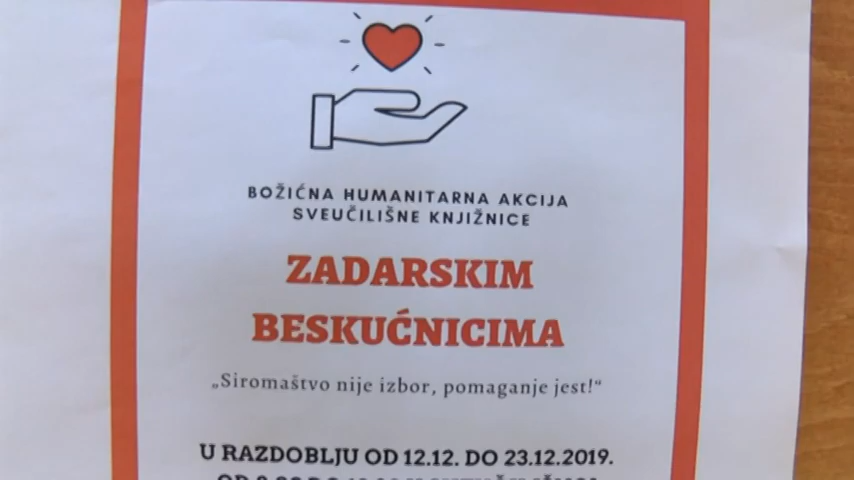 BOŽIĆNA HUMANITARNA AKCIJA
SVEUČILIŠNE KNJIŽNICE
ZADARSKIM
BESKUĆNICIMA
„Siromaštvo nije izbor, pomaganje jest!“
U RAZDOBLJU OD 12.12. DO 23.12.2019.